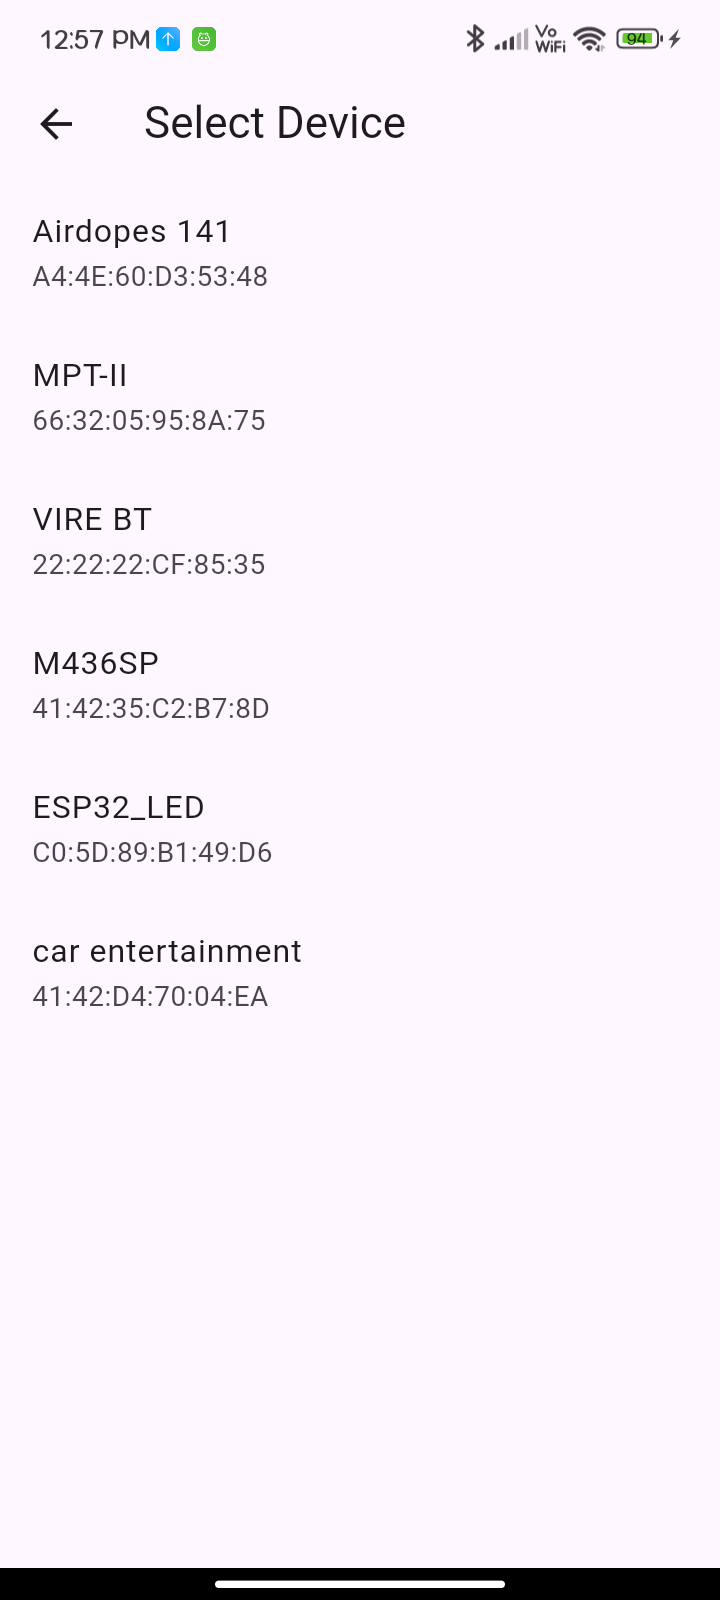 12:57 PM
Vo
WiFi
94
Select Device
Airdopes 141
A4:4E:60:D3:53:48
MPT-II
66:32:05:95:8A:75
VIRE BT
22:22:22:CF:85:35
M436SP
41:42:35:C2:B7:8D
ESP32_LED
C0:5D:89:B1:49:D6
car entertainment
41:42:D4:70:04:EA